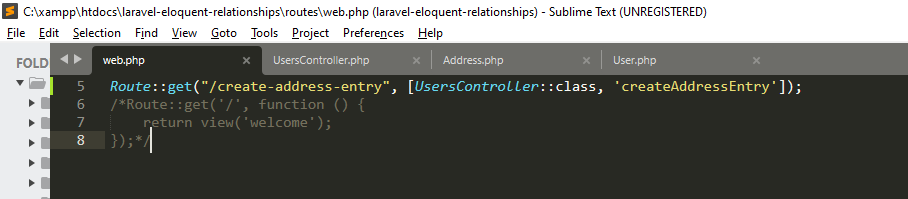 C:\xampp\htdocs\laravel-eloquent-relationships\routes\web.php (laravel-eloquent-relationships) - Sublime Text (UNREGISTERED)
File Edit Selection Find View Goto Tools Project Preferences Help
FOLD web.php × UsersController.php × Address.php × User.php ×
5 Route::get("/create-address-entry", [UsersController::class, 'createAddressEntry']);
6 /*Route::get('/', function () {
7     return view('welcome');
8 });*/